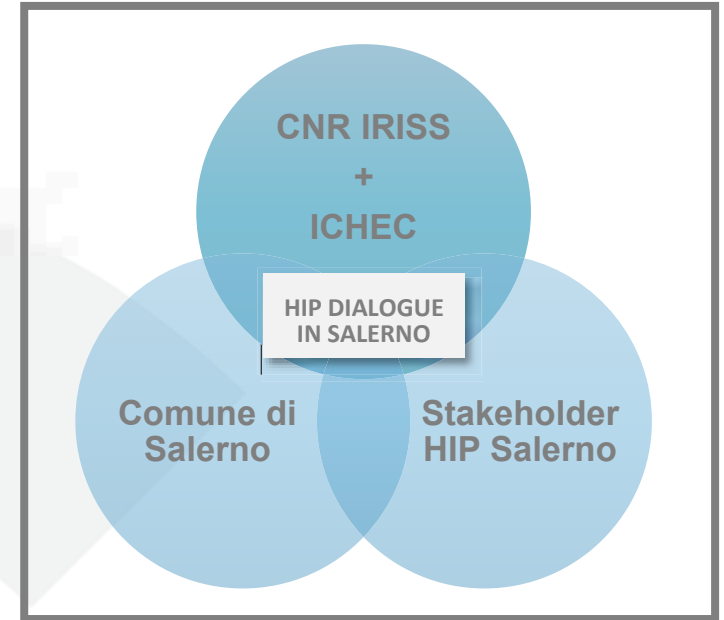 CNR IRISS
+
ICHEC
HIP DIALOGUE
IN SALERNO
Comune di
Salerno
Stakeholder
HIP Salerno